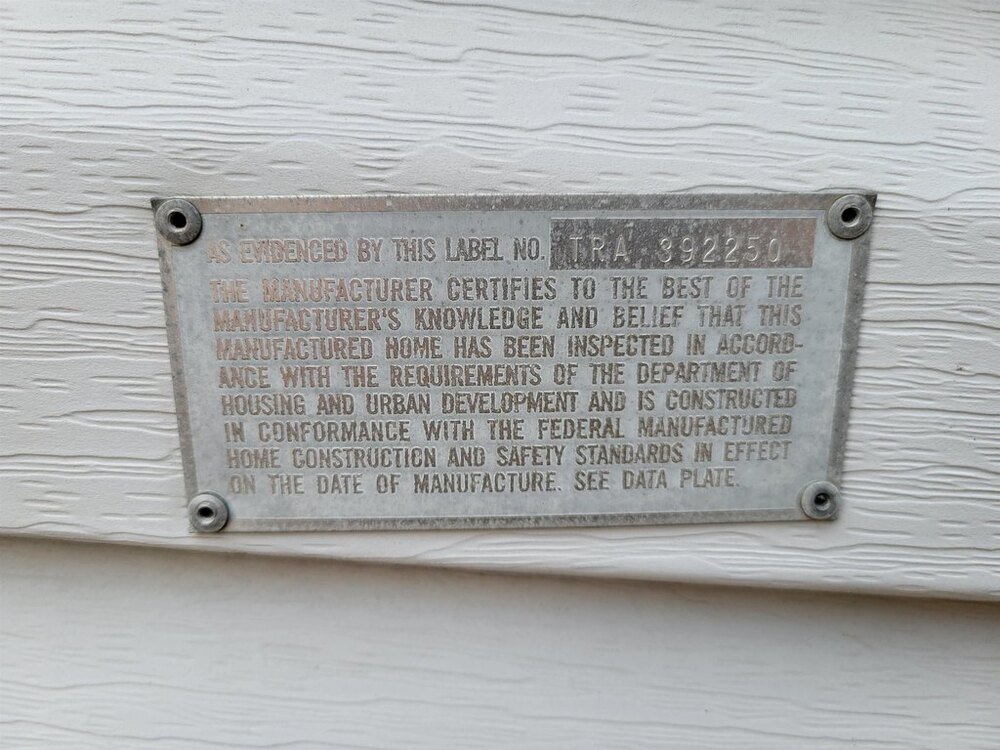 AS EVIDENCED BY THIS LABEL NO. TRA 392250
THE MANUFACTURER CERTIFIES TO THE BEST OF THE
MANUFACTURER'S KNOWLEDGE AND BELIEF THAT THIS
MANUFACTURED HOME HAS BEEN INSPECTED IN ACCORD-
ANCE WITH THE REQUIREMENTS OF THE DEPARTMENT OF
HOUSING AND URBAN DEVELOPMENT AND IS CONSTRUCTED
IN CONFORMANCE WITH THE FEDERAL MANUFACTURED
HOME CONSTRUCTION AND SAFETY STANDARDS IN EFFECT
ON THE DATE OF MANUFACTURE. SEE DATA PLATE.